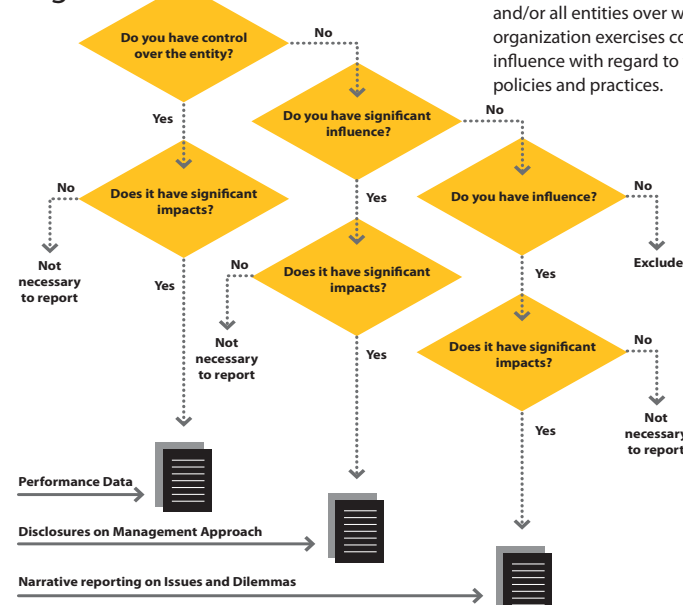 and/or all entities over
organization exercises
influence with regard to
policies and practices.
Do you have control
over the entity?
No
Yes
Do you have significant
influence?
No
Does it have significant
impacts?
No
Yes
Do you have influence?
No
Not
necessary
to report
Yes
No
Does it have significant
impacts?
Yes
Exclude
Not
necessary
to report
Yes
Does it have significant
impacts?
No
Yes
Not
necessary
to report
Performance Data
Disclosures on Management Approach
Narrative reporting on Issues and Dilemmas